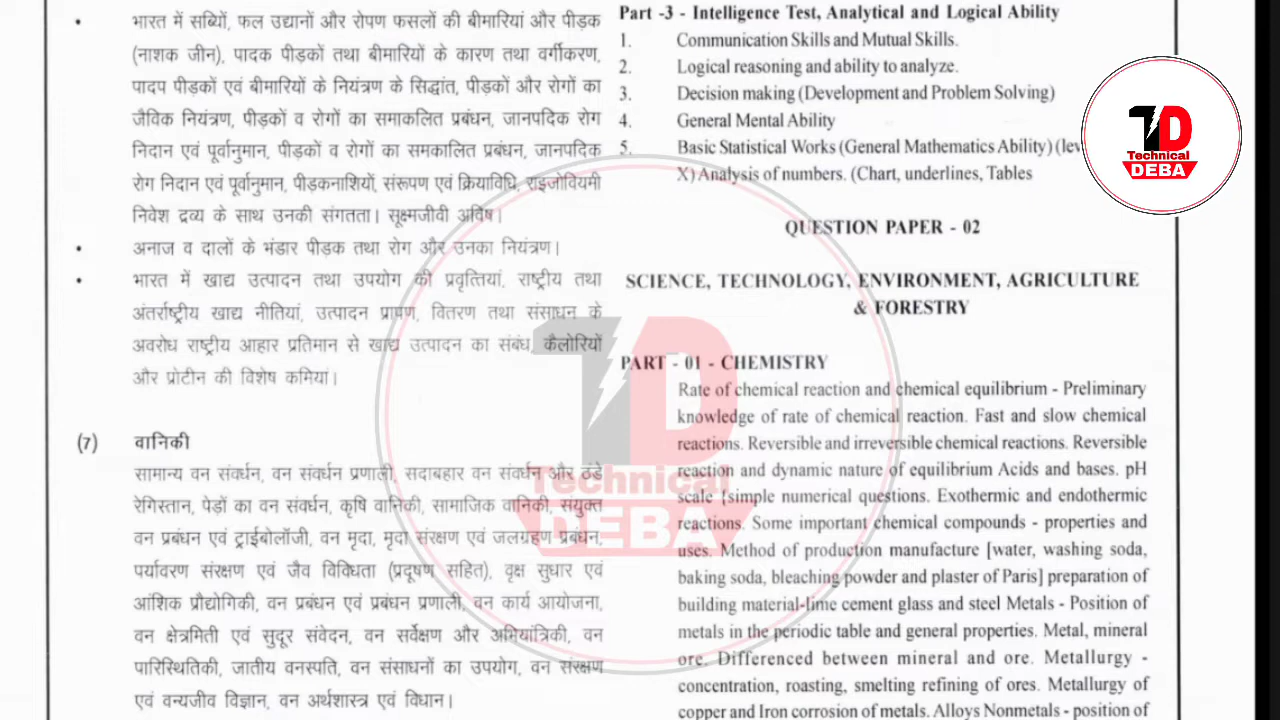 • भारत में सब्यिों, फल उद्यानों और रोपण फसलों की बीमारियां और पीड़क
(नाशक जीन), पादक पीड़कों तथा बीमारियों के कारण तथा वर्गीकरण,
पादप पीड़कों एवं बीमारियों के नियंत्रण के सिद्धांत, पीड़कों और रोगों का
जैविक नियंत्रण, पीड़कों व रोगों का समाकलित प्रबंधन, जानपदिक रोग
निदान एवं पूर्वानुमान, पीड़कों व रोगों का समकालित प्रबंधन, जानपदिक
रोग निदान एवं पूर्वानुमान, पीड़कनाशियों, संरूपण एवं क्रियाविधि, राइजोवियमी
निवेश द्रव्य के साथ उनकी संगतता। सूक्ष्मजीवी अविष।
• अनाज व दालों के भंडार पीड़क तथा रोग और उनका नियंत्रण।
• भारत में खाद्य उत्पादन तथा उपयोग की प्रवृत्तियां, राष्ट्रीय तथा
अंतर्राष्ट्रीय खाद्य नीतियां, उत्पादन प्रापण, वितरण तथा संसाधन के
अवरोध राष्ट्रीय आहार प्रतिमान से खाद्य उत्पादन का संबंध, कैलोरियों
और प्रोटीन की विशेष कमियां।
(7) वानिकी
सामान्य वन संवर्धन, वन संवर्धन प्रणाली, सदाबहार वन संवर्धन और ठंडे
रेगिस्तान, पेड़ों का वन संवर्धन, कृषि वानिकी, सामाजिक वानिकी, संयुक्त
वन प्रबंधन एवं ट्राईबोलॉजी, वन मृदा, मृदा संरक्षण एवं जलग्रहण प्रबंधन,
पर्यावरण संरक्षण एवं जैव विविधता (प्रदूषण सहित), वृक्ष सुधार एवं
आंशिक प्रौद्योगिकी, वन प्रबंधन एवं प्रबंधन प्रणाली, वन कार्य आयोजना,
वन क्षेत्रमिती एवं सुदूर संवेदन, वन सर्वेक्षण और अभियांत्रिकी, वन
पारिस्थितिकी, जातीय वनस्पति, वन संसाधनों का उपयोग, वन संरक्षण
एवं वन्यजीव विज्ञान, वन अर्थशास्त्र एवं विधान।
Part -3 - Intelligence Test, Analytical and Logical Ability
1. Communication Skills and Mutual Skills.
2. Logical reasoning and ability to analyze.
3. Decision making (Development and Problem Solving)
4. General Mental Ability
5. Basic Statistical Works (General Mathematics Ability) (lev
X) Analysis of numbers. (Chart, underlines, Tables
QUESTION PAPER - 02
SCIENCE, TECHNOLOGY, ENVIRONMENT, AGRICULTURE
& FORESTRY
PART - 01 - CHEMISTRY
Rate of chemical reaction and chemical equilibrium - Preliminary
knowledge of rate of chemical reaction. Fast and slow chemical
reactions. Reversible and irreversible chemical reactions. Reversible
reaction and dynamic nature of equilibrium Acids and bases. pH
scale [simple numerical questions. Exothermic and endothermic
reactions. Some important chemical compounds - properties and
uses. Method of production manufacture [water, washing soda,
baking soda, bleaching powder and plaster of Paris] preparation of
building material-lime cement glass and steel Metals - Position of
metals in the periodic table and general properties. Metal, mineral
ore. Differenced between mineral and ore. Metallurgy -
concentration, roasting, smelting refining of ores. Metallurgy of
copper and Iron corrosion of metals. Alloys Nonmetals - position of
TD
Technical
DEBA
TD
Technical
DEBA